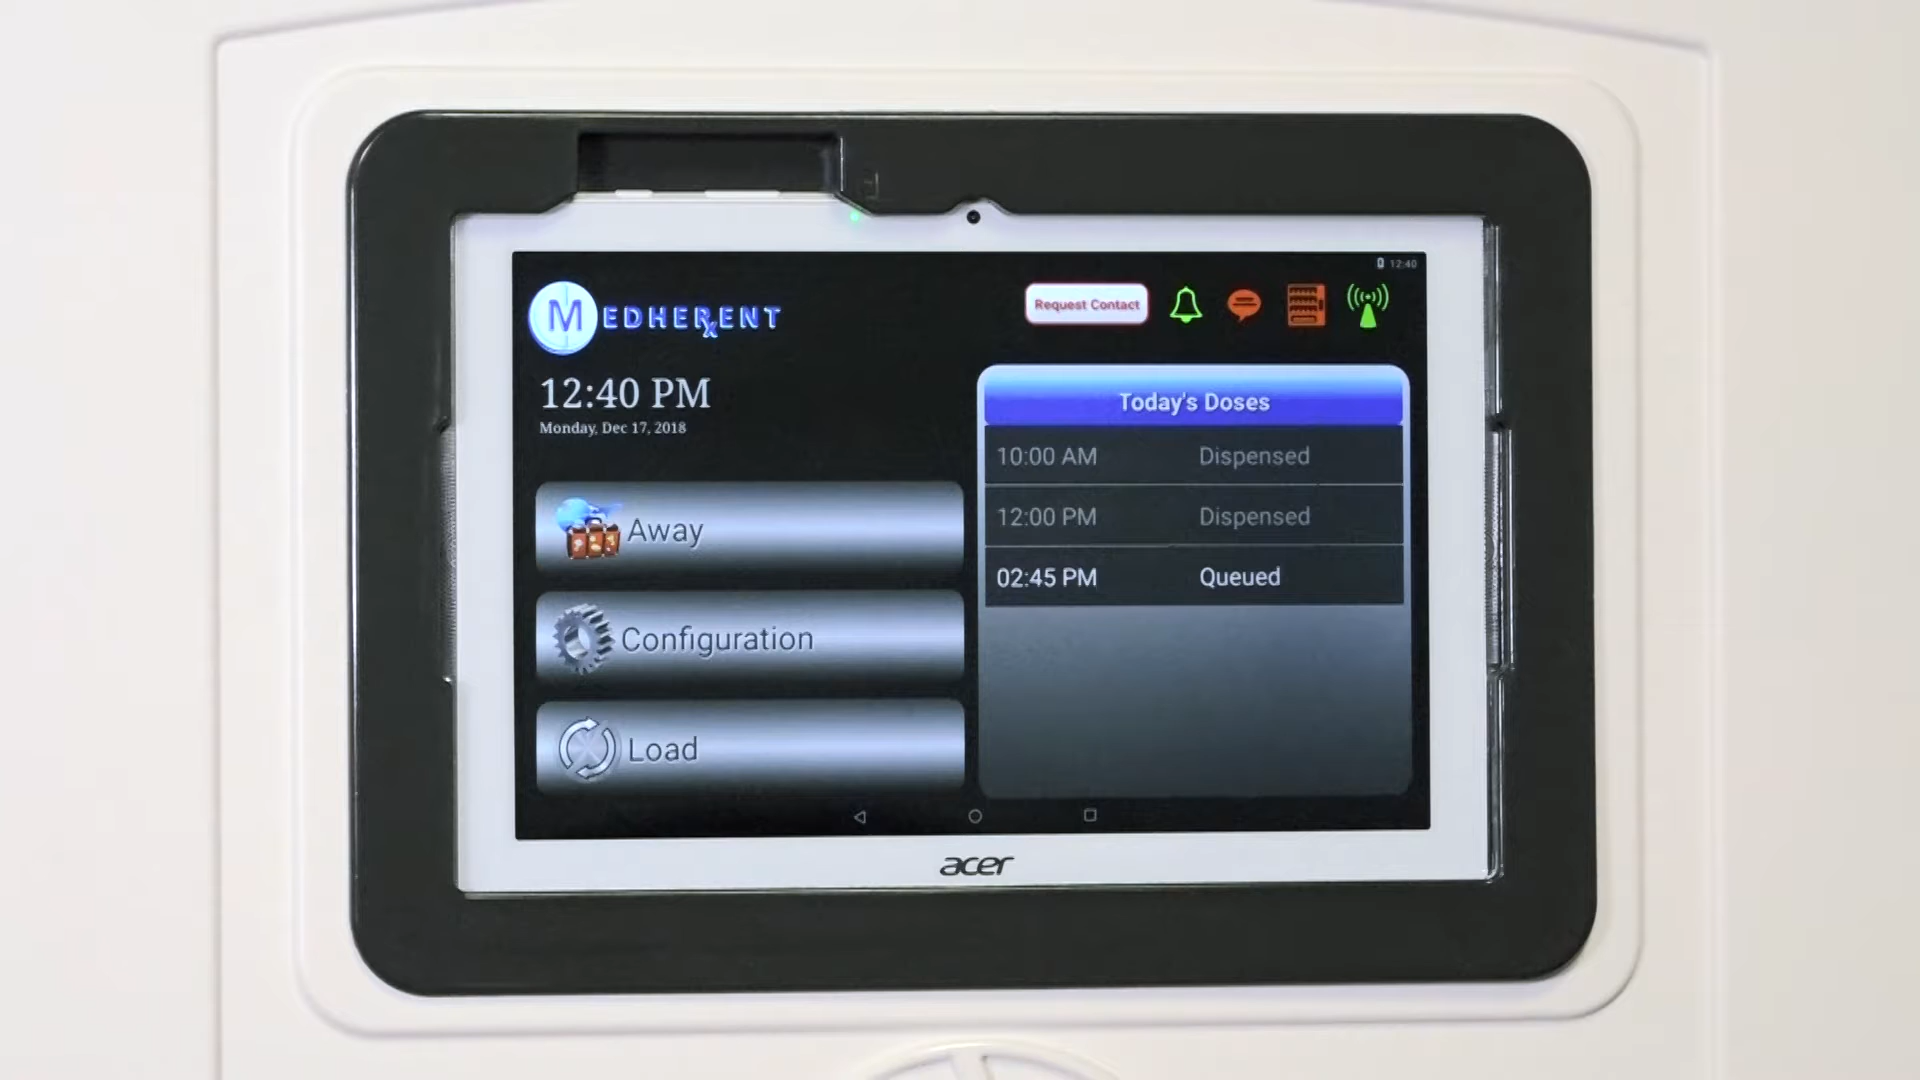 12:40
MEDHERxENT
Request Contact
12:40 PM
Monday, Dec 17, 2018
Today's Doses
10:00 AM Dispensed
12:00 PM Dispensed
02:45 PM Queued
Away
Configuration
Load
acer